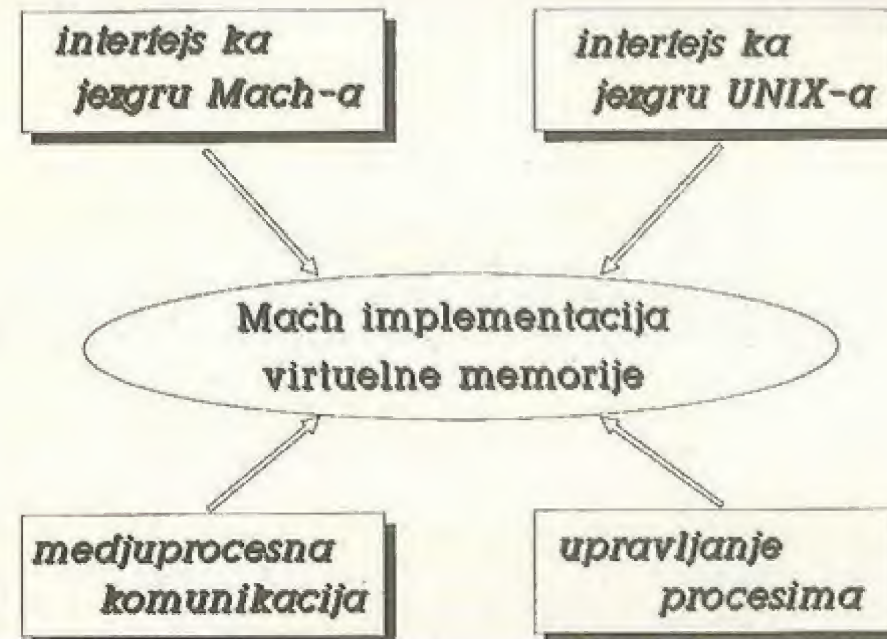 interfejs ka
jezgru Mach-a
interfejs ka
jezgru UNIX-a
Mach implementacija
virtuelne memorije
medjuprocesna
komunikacija
upravljanje
procesima